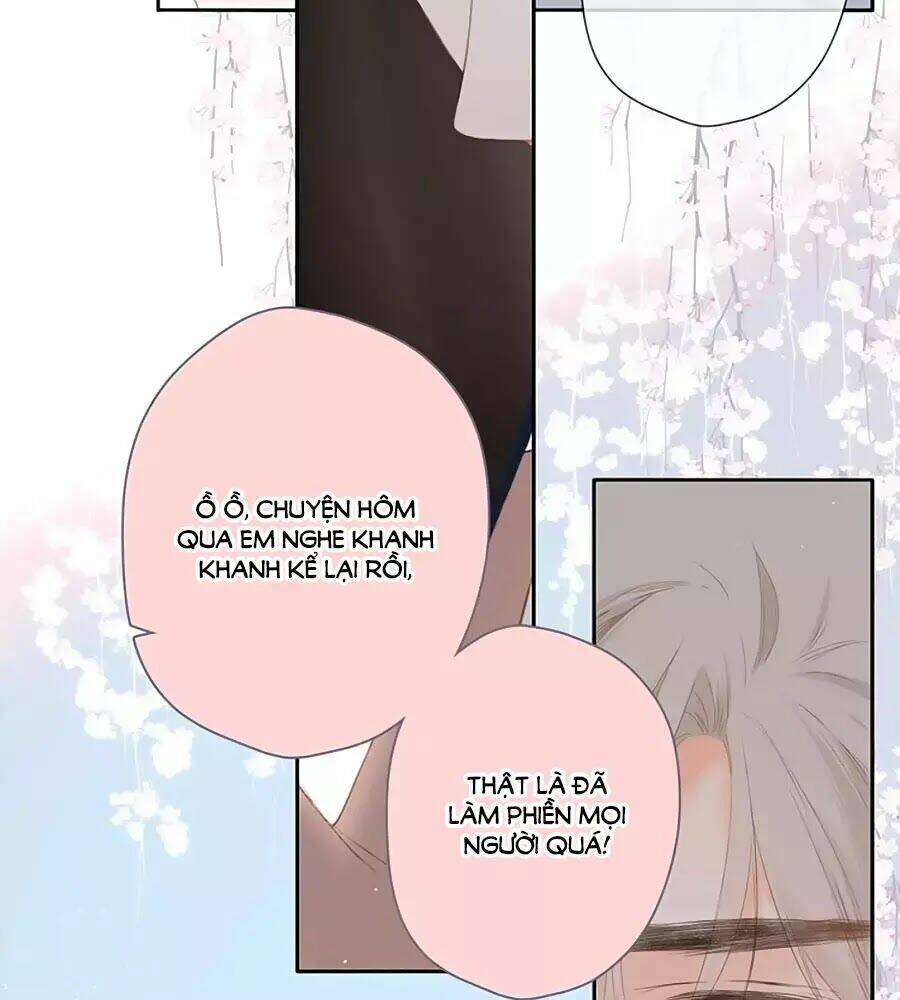 Ồ Ồ, CHUYỆN HÔM
QUA EM NGHE KHANH
KHANH KỂ LẠI RỒI,
THẬT LÀ ĐÃ
LÀM PHIỀN MỌI
NGƯỜI QUÁ!